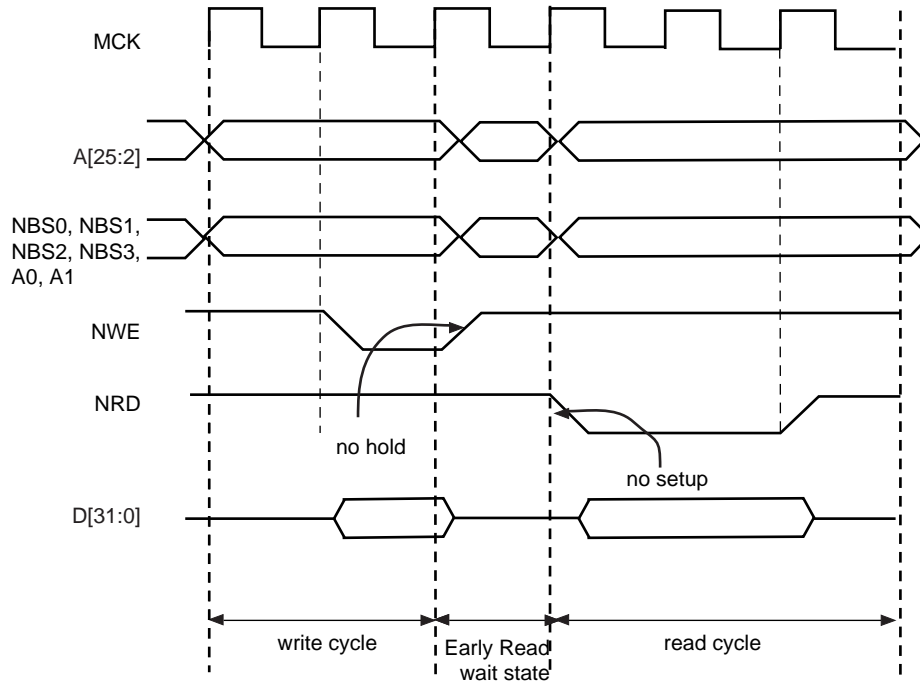 MCK
A[25:2]
NBS0, NBS1,
NBS2, NBS3,
A0, A1
NWE
NRD
no hold
no setup
D[31:0]
write cycle
Early Read
wait state
read cycle